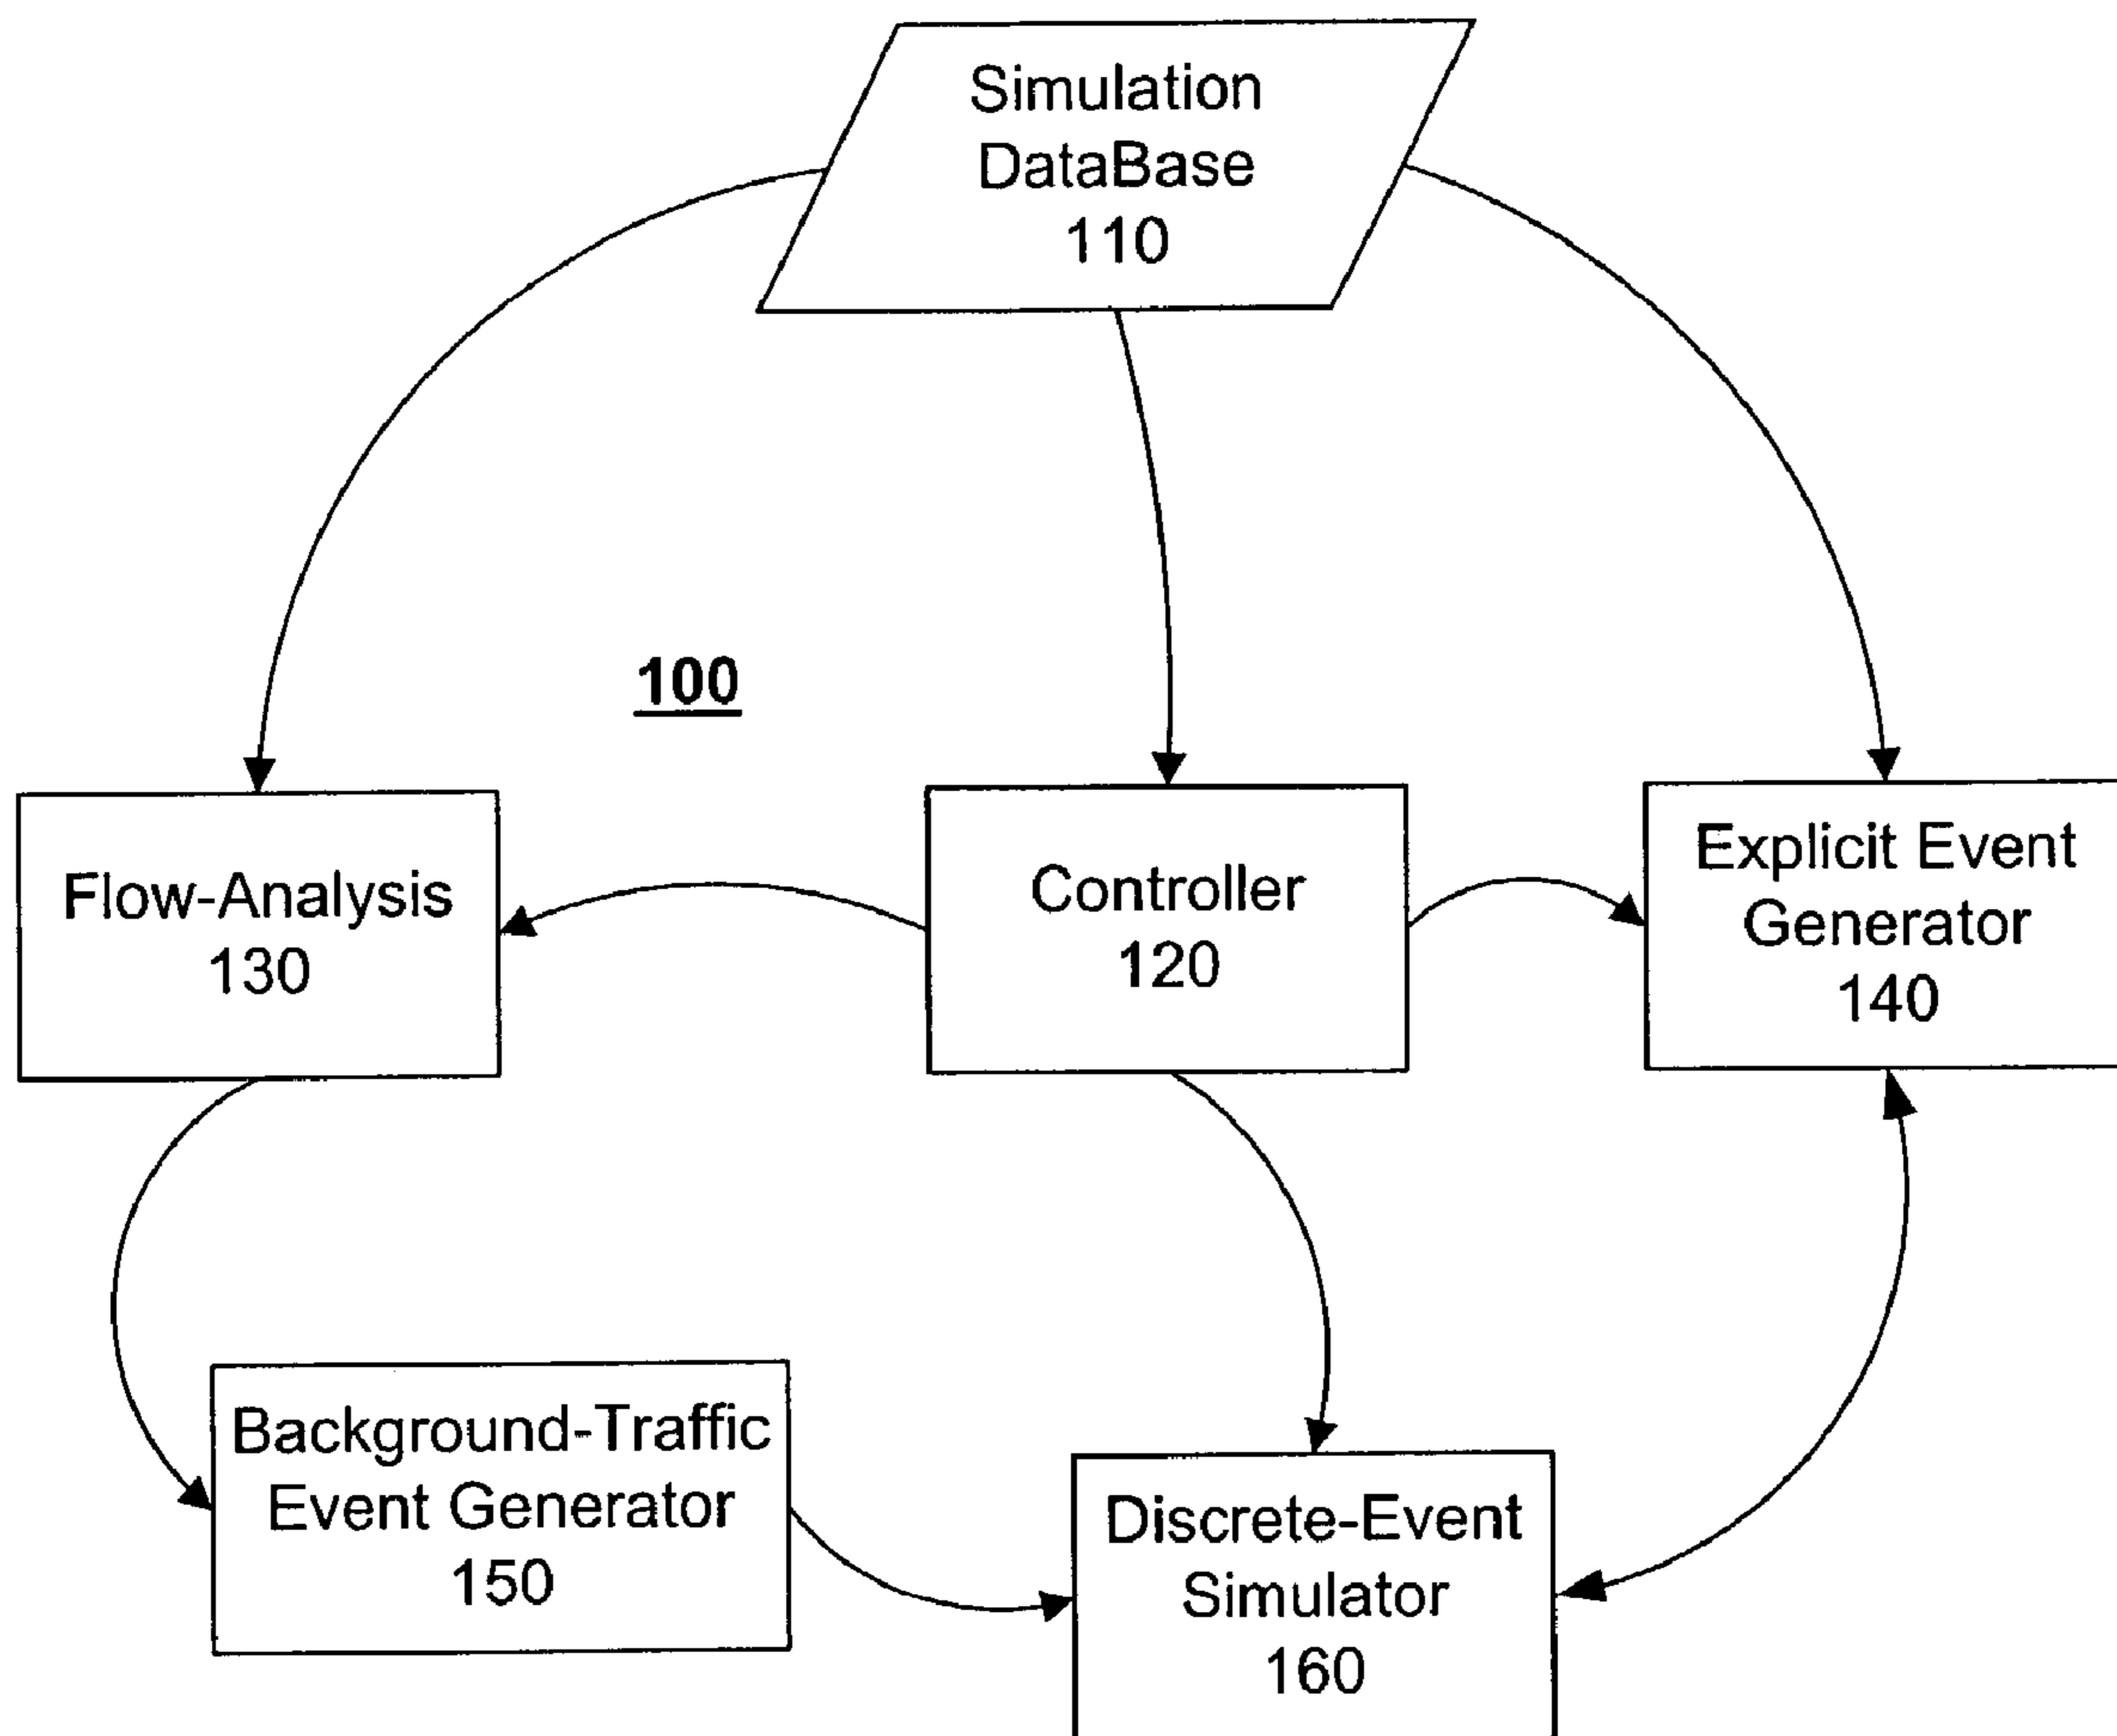 Simulation
DataBase
110
100
Flow-Analysis
130
Controller
120
Explicit Event
Generator
140
Background-Traffic
Event Generator
150
Discrete-Event
Simulator
160